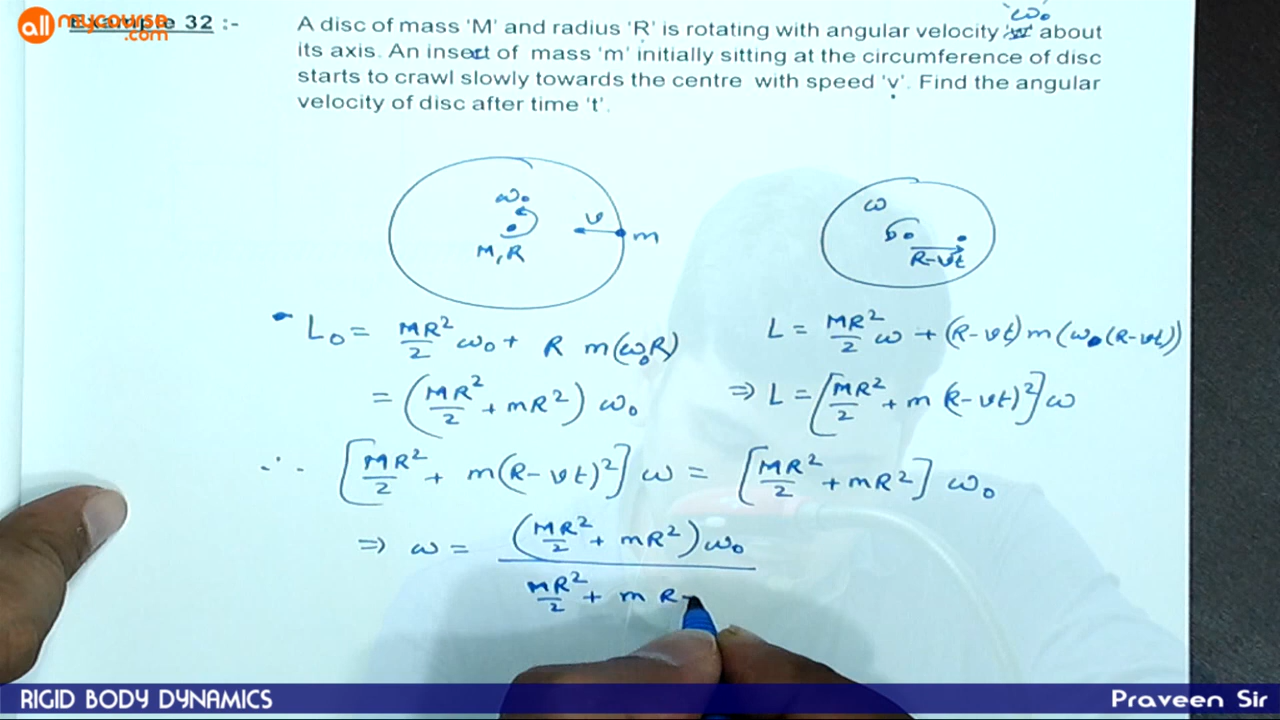 all mycourse .com
Example 32 :-
A disc of mass 'M' and radius 'R' is rotating with angular velocity 'ω₀' about
its axis. An insect of mass 'm' initially sitting at the circumference of disc
starts to crawl slowly towards the centre with speed 'v'. Find the angular
velocity of disc after time 't'.
ω₀
M, R
v
m
ω
R-vt
L₀ = MR²/2 ω₀ + R m(ω₀R)
= (MR²/2 + mR²) ω₀
L = MR²/2 ω + (R-vt) m (ω(R-vt))
⇒ L = [MR²/2 + m(R-vt)²] ω
∴ [MR²/2 + m(R-vt)²] ω = [MR²/2 + mR²] ω₀
⇒ ω = (MR²/2 + mR²) ω₀
MR²/2 + m R-
RIGID BODY DYNAMICS
Praveen Sir